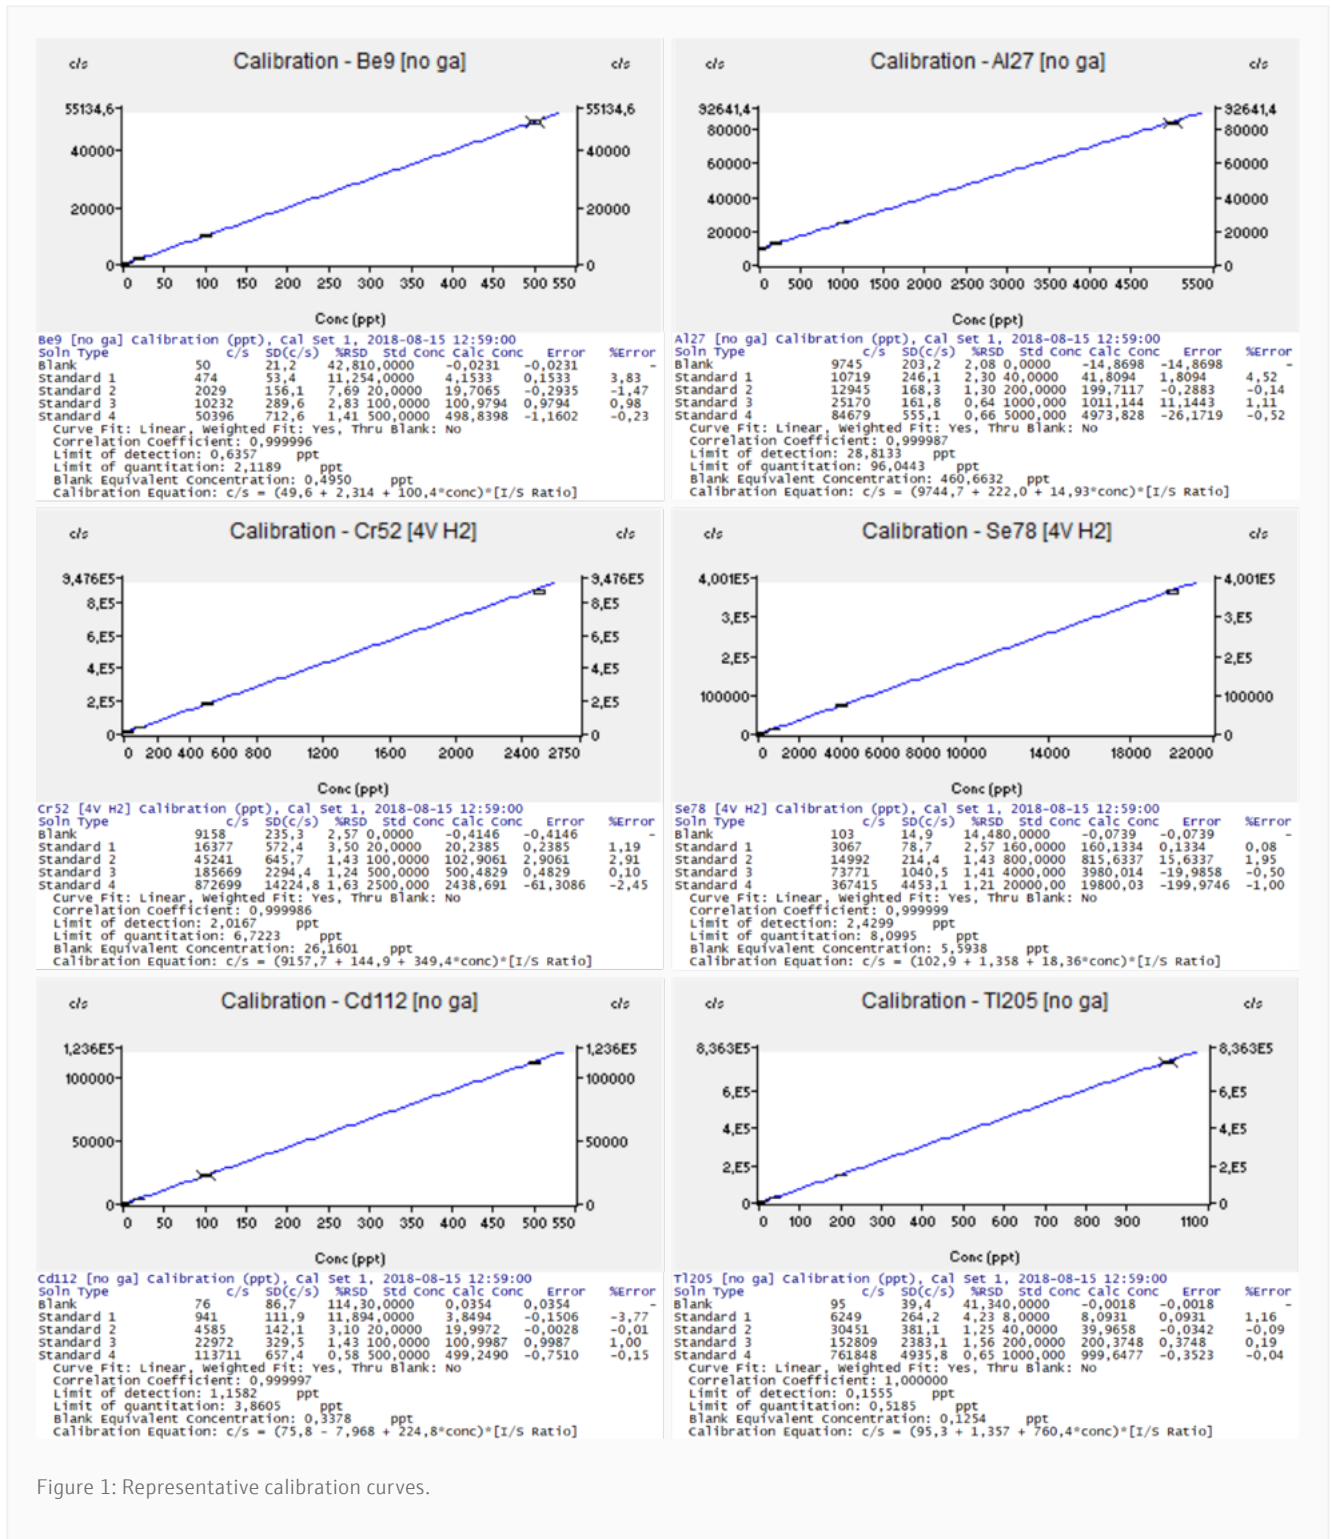 Calibration - Be9 [no ga]
c/s
c/s
55134,6
55134,6
40000
40000
20000
20000
0
0
0 50 100 150 200 250 300 350 400 450 500 550
Conc (ppt)
Be9 [no ga] Calibration (ppt), Cal Set 1, 2018-08-15 12:59:00
Soln Type c/s SD(c/s) %RSD Std Conc Calc Conc Error %Error
Blank 50 21,2 42,810,0000 -0,0231 -0,0231 -
Standard 1 474 53,4 11,254,0000 4,1533 0,1533 3,83
Standard 2 2029 156,1 7,69 20,0000 19,7065 -0,2935 -1,47
Standard 3 10232 289,6 2,83 100,0000 100,9794 0,9794 0,98
Standard 4 50396 712,6 1,41 500,0000 498,8398 -1,1602 -0,23
Curve Fit: Linear, Weighted Fit: Yes, Thru Blank: No
Correlation Coefficient: 0,999996
Limit of detection: 0,6357 ppt
Limit of quantitation: 2,1189 ppt
Blank Equivalent Concentration: 0,4950 ppt
Calibration Equation: c/s = (49,6 + 2,314 + 100,4*conc)*[I/S Ratio]
Calibration - Al27 [no ga]
c/s
c/s
92641,4
92641,4
80000
80000
60000
60000
40000
40000
20000
20000
0
0
0 500 1000 1500 2000 2500 3000 3500 4000 4500 5500
Conc (ppt)
Al27 [no ga] Calibration (ppt), Cal Set 1, 2018-08-15 12:59:00
Soln Type c/s SD(c/s) %RSD Std Conc Calc Conc Error %Error
Blank 9745 203,2 2,08 0,0000 -14,8698 -14,8698 -
Standard 1 10719 246,1 2,30 40,0000 41,8094 1,8094 4,52
Standard 2 12945 168,3 1,30 200,0000 199,7117 -0,2883 -0,14
Standard 3 25170 161,8 0,64 1000,000 1011,144 11,1443 1,11
Standard 4 84679 555,1 0,66 5000,000 4973,828 -26,1719 -0,52
Curve Fit: Linear, Weighted Fit: Yes, Thru Blank: No
Correlation Coefficient: 0,999987
Limit of detection: 28,8133 ppt
Limit of quantitation: 96,0443 ppt
Blank Equivalent Concentration: 460,6632 ppt
Calibration Equation: c/s = (9744,7 + 222,0 + 14,93*conc)*[I/S Ratio]
Calibration - Cr52 [4V H2]
c/s
c/s
9,476E5
9,476E5
8,E5
8,E5
6,E5
6,E5
4,E5
4,E5
2,E5
2,E5
0
0
0 200 400 600 800 1200 1600 2000 2400 2750
Conc (ppt)
Cr52 [4V H2] Calibration (ppt), Cal Set 1, 2018-08-15 12:59:00
Soln Type c/s SD(c/s) %RSD Std Conc Calc Conc Error %Error
Blank 9158 235,3 2,57 0,0000 -0,4146 -0,4146 -
Standard 1 16377 572,4 3,50 20,0000 20,2385 0,2385 1,19
Standard 2 45241 645,7 1,43 100,0000 102,9061 2,9061 2,91
Standard 3 185669 2294,4 1,24 500,0000 500,4829 0,4829 0,10
Standard 4 872699 14224,8 1,63 2500,000 2438,691 -61,3086 -2,45
Curve Fit: Linear, Weighted Fit: Yes, Thru Blank: No
Correlation Coefficient: 0,999986
Limit of detection: 2,0167 ppt
Limit of quantitation: 6,7223 ppt
Blank Equivalent Concentration: 26,1601 ppt
Calibration Equation: c/s = (9157,7 + 144,9 + 349,4*conc)*[I/S Ratio]
Calibration - Se78 [4V H2]
c/s
c/s
4,001E5
4,001E5
3,E5
3,E5
2,E5
2,E5
100000
100000
0
0
0 2000 4000 6000 8000 10000 14000 18000 22000
Conc (ppt)
Se78 [4V H2] Calibration (ppt), Cal Set 1, 2018-08-15 12:59:00
Soln Type c/s SD(c/s) %RSD Std Conc Calc Conc Error %Error
Blank 103 14,9 14,480,0000 -0,0739 -0,0739 -
Standard 1 3067 78,7 2,57 160,0000 160,1334 0,1334 0,08
Standard 2 14992 214,4 1,43 800,0000 815,6337 15,6337 1,95
Standard 3 73771 1040,5 1,41 4000,000 3980,014 -19,9858 -0,50
Standard 4 367415 4453,1 1,21 20000,00 19800,03 -199,9746 -1,00
Curve Fit: Linear, Weighted Fit: Yes, Thru Blank: No
Correlation Coefficient: 0,999999
Limit of detection: 2,4299 ppt
Limit of quantitation: 8,0995 ppt
Blank Equivalent Concentration: 5,5938 ppt
Calibration Equation: c/s = (102,9 + 1,358 + 18,36*conc)*[I/S Ratio]
Calibration - Cd112 [no ga]
c/s
c/s
1,236E5
1,236E5
100000
100000
50000
50000
0
0
0 50 100 150 200 250 300 350 400 450 500 550
Conc (ppt)
Cd112 [no ga] Calibration (ppt), Cal Set 1, 2018-08-15 12:59:00
Soln Type c/s SD(c/s) %RSD Std Conc Calc Conc Error %Error
Blank 76 86,7 114,30,0000 0,0354 0,0354 -
Standard 1 941 111,9 11,894,0000 3,8494 -0,1506 -3,77
Standard 2 4585 142,1 3,10 20,0000 19,9972 -0,0028 -0,01
Standard 3 22972 329,5 1,43 100,0000 100,9987 0,9987 1,00
Standard 4 113711 657,4 0,58 500,0000 499,2490 -0,7510 -0,15
Curve Fit: Linear, Weighted Fit: Yes, Thru Blank: No
Correlation Coefficient: 0,999997
Limit of detection: 1,1582 ppt
Limit of quantitation: 3,8605 ppt
Blank Equivalent Concentration: 0,3378 ppt
Calibration Equation: c/s = (75,8 - 7,968 + 224,8*conc)*[I/S Ratio]
Calibration - Tl205 [no ga]
c/s
c/s
8,363E5
8,363E5
6,E5
6,E5
4,E5
4,E5
2,E5
2,E5
0
0
0 100 200 300 400 500 600 700 800 900 1100
Conc (ppt)
Tl205 [no ga] Calibration (ppt), Cal Set 1, 2018-08-15 12:59:00
Soln Type c/s SD(c/s) %RSD Std Conc Calc Conc Error %Error
Blank 95 39,4 41,340,0000 -0,0018 -0,0018 -
Standard 1 6249 264,2 4,23 8,0000 8,0931 0,0931 1,16
Standard 2 30451 381,1 1,25 40,0000 39,9658 -0,0342 -0,09
Standard 3 152809 2383,1 1,56 200,0000 200,3748 0,3748 0,19
Standard 4 761848 4935,8 0,65 1000,000 999,6477 -0,3523 -0,04
Curve Fit: Linear, Weighted Fit: Yes, Thru Blank: No
Correlation Coefficient: 1,000000
Limit of detection: 0,1555 ppt
Limit of quantitation: 0,5185 ppt
Blank Equivalent Concentration: 0,1254 ppt
Calibration Equation: c/s = (95,3 + 1,357 + 760,4*conc)*[I/S Ratio]
Figure 1: Representative calibration curves.